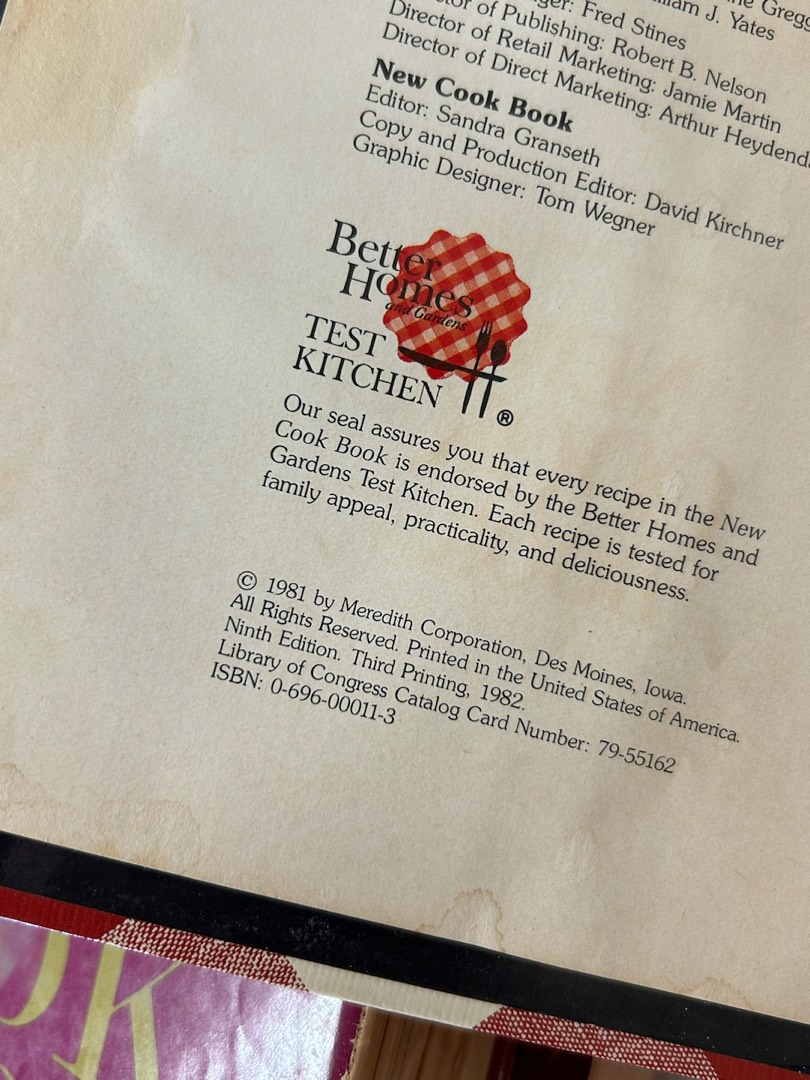 Gregg
William J. Yates
Fred Stines
of Publishing: Robert B. Nelson
Director of Retail Marketing: Jamie Martin
Director of Direct Marketing: Arthur
New Cook Book
Editor: Sandra Granseth
Copy and Production Editor: David Kirchner
Graphic Designer: Tom Wegner
Better
Homes
and Gardens
TEST
KITCHEN
®
Our seal assures you that every recipe in the New
Cook Book is endorsed by the Better Homes and
Gardens Test Kitchen. Each recipe is tested for
family appeal, practicality, and deliciousness.
© 1981 by Meredith Corporation, Des Moines, Iowa.
All Rights Reserved. Printed in the United States of America.
Ninth Edition. Third Printing, 1982.
Library of Congress Catalog Card Number: 79-55162
ISBN: 0-696-00011-3